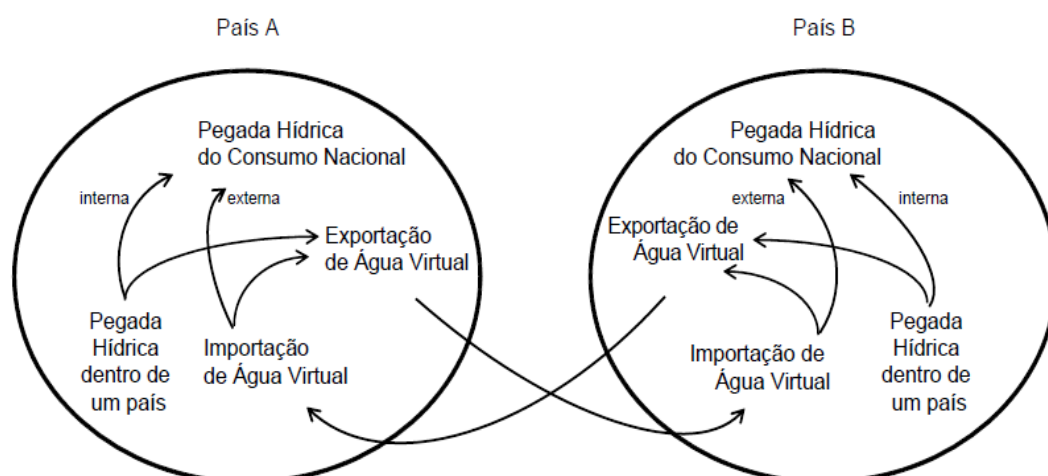 País A
Pegada Hídrica
do Consumo Nacional
interna
externa
Exportação
de Água Virtual
Pegada
Hídrica
dentro de
um país
Importação
de Água Virtual
País B
Pegada Hídrica
do Consumo Nacional
externa
interna
Exportação de
Água Virtual
Importação de
Água Virtual
Pegada
Hídrica
dentro de
um país